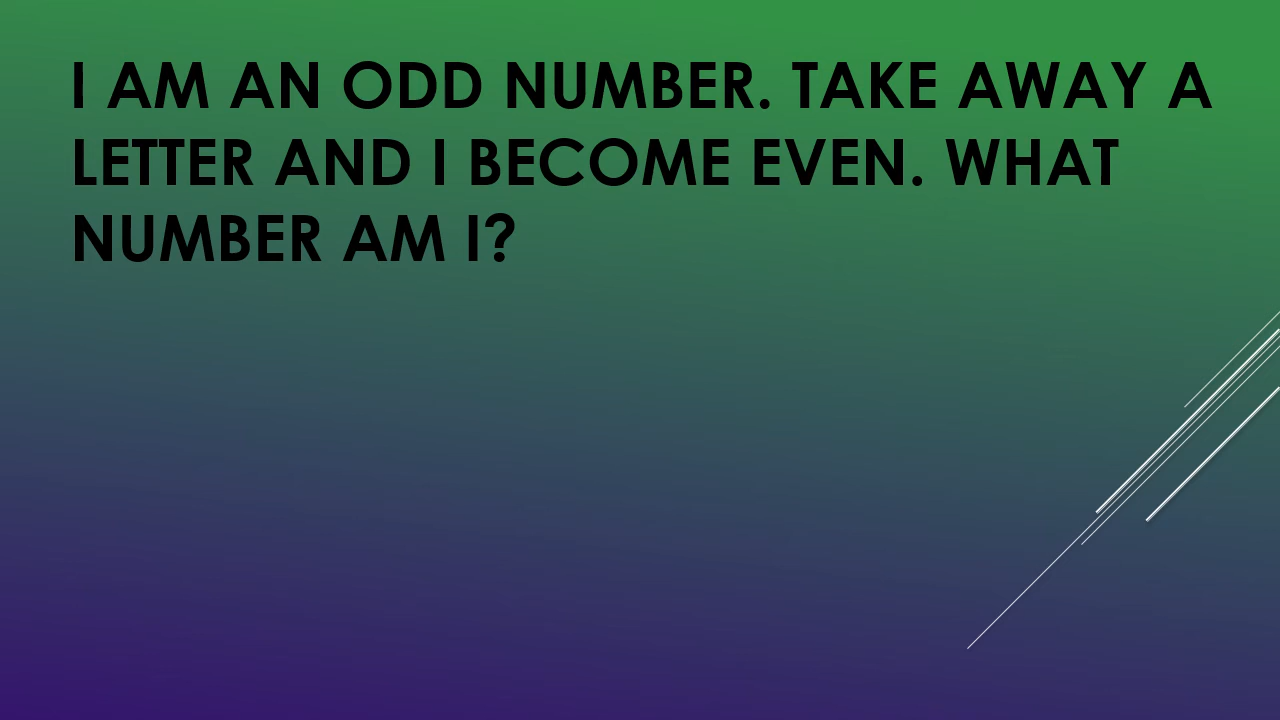 I AM AN ODD NUMBER. TAKE AWAY A
LETTER AND I BECOME EVEN. WHAT
NUMBER AM I?